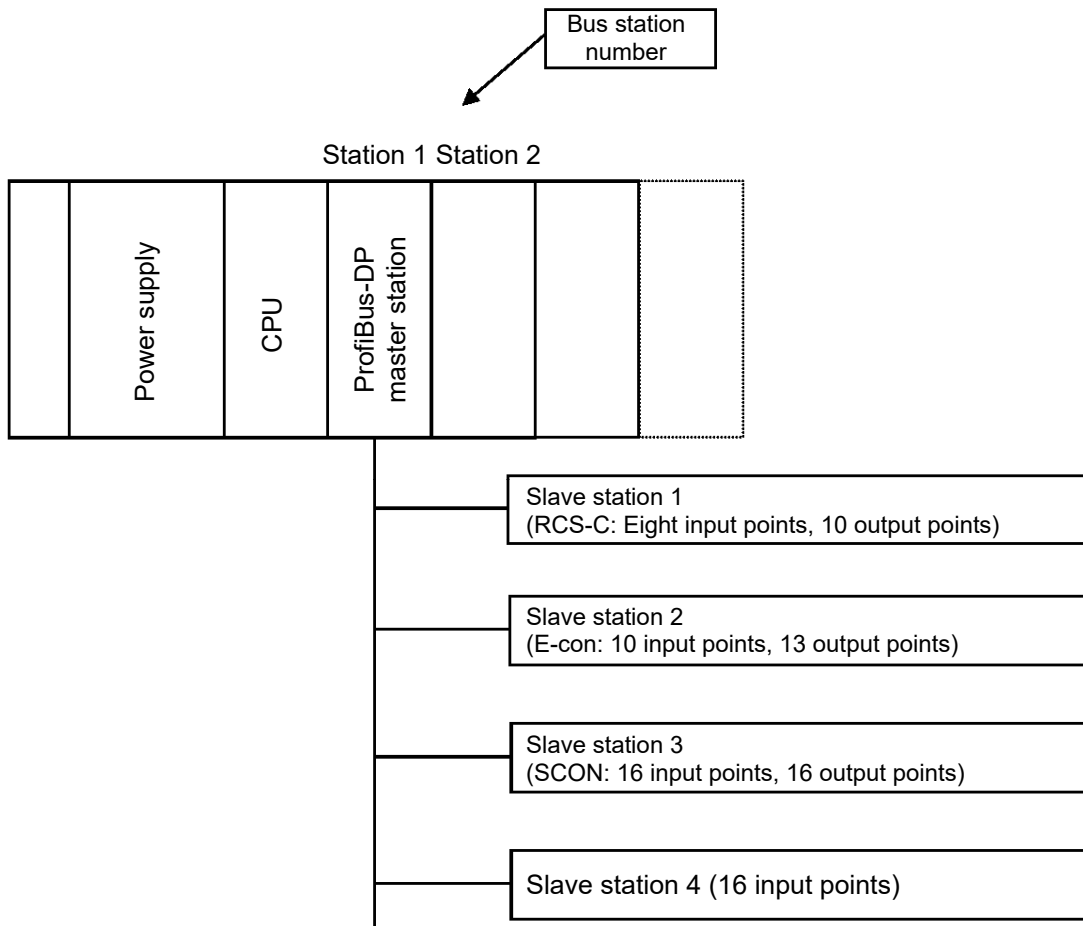 Bus station
number
Station 1 Station 2
Power supply
CPU
ProfiBus-DP
master station
Slave station 1
(RCS-C: Eight input points, 10 output points)
Slave station 2
(E-con: 10 input points, 13 output points)
Slave station 3
(SCON: 16 input points, 16 output points)
Slave station 4 (16 input points)